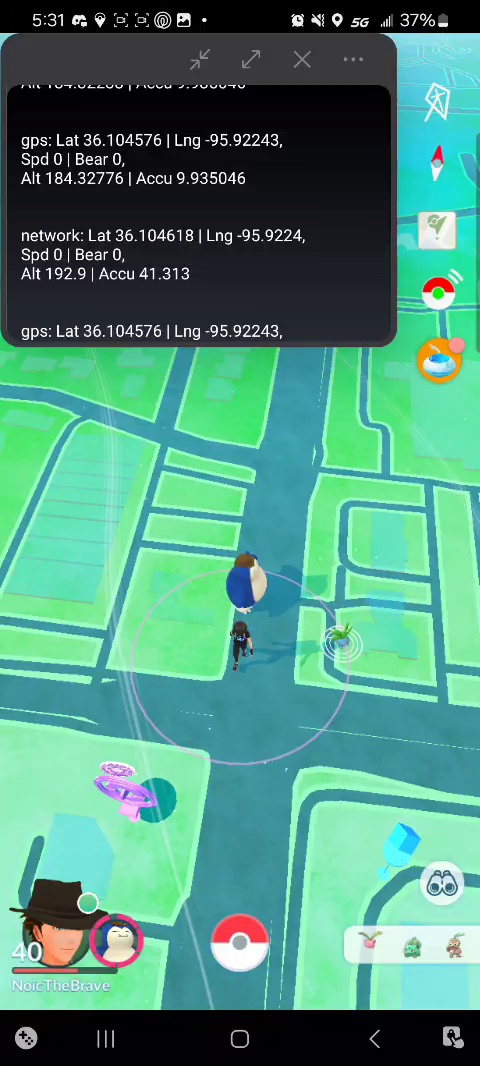 5:31
5G
37%
gps: Lat 36.104576 | Lng -95.92243,
Spd 0 | Bear 0,
Alt 184.32776 | Accu 9.935046
network: Lat 36.104618 | Lng -95.9224,
Spd 0 | Bear 0,
Alt 192.9 | Accu 41.313
gps: Lat 36.104576 | Lng -95.92243,
40
NoicTheBrave